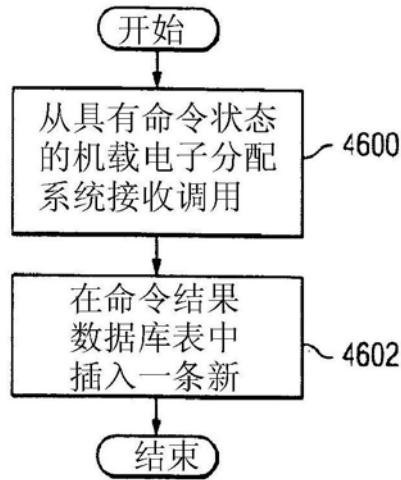 开始
从具有命令状态
的机载电子分配
系统接收调用
4600
在命令结果
数据库表中
插入一条新
4602
结束